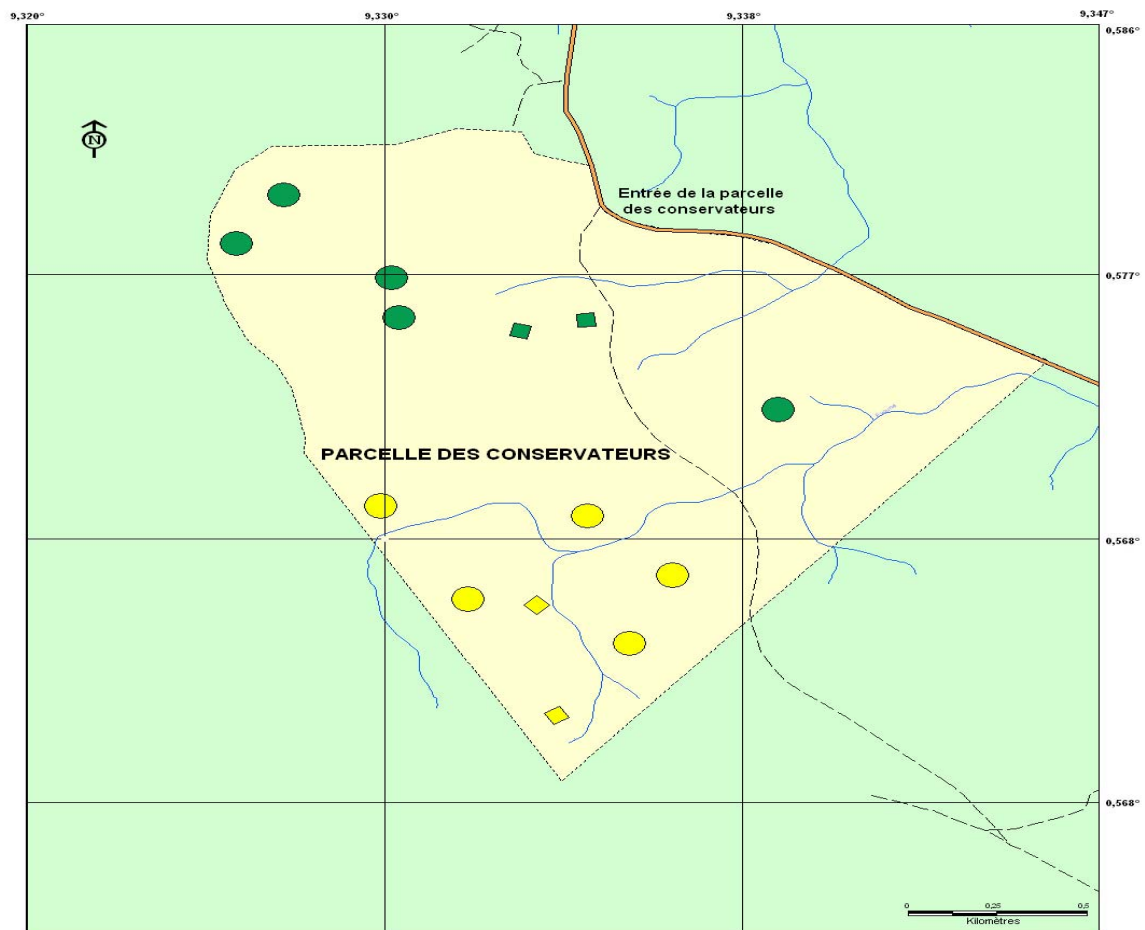 9,320°
9,330°
9,338°
9,347°
0,586°
N
Entrée de la parcelle
des conservateurs
0,577°
PARCELLE DES CONSERVATEURS
0,568°
0,568°
0 0,25 0,5
Kilomètres